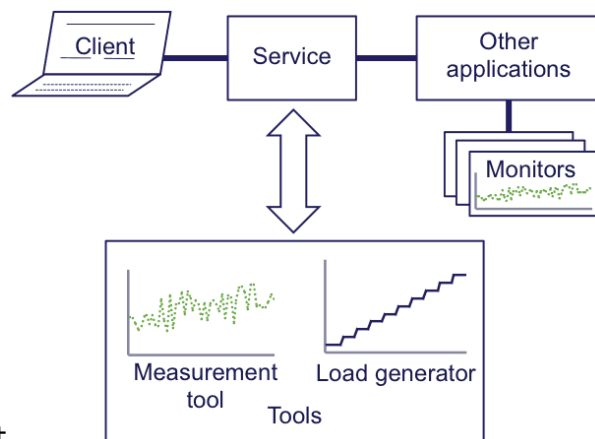 Client
Service
Other
applications
Monitors
Measurement
tool
Load generator
Tools